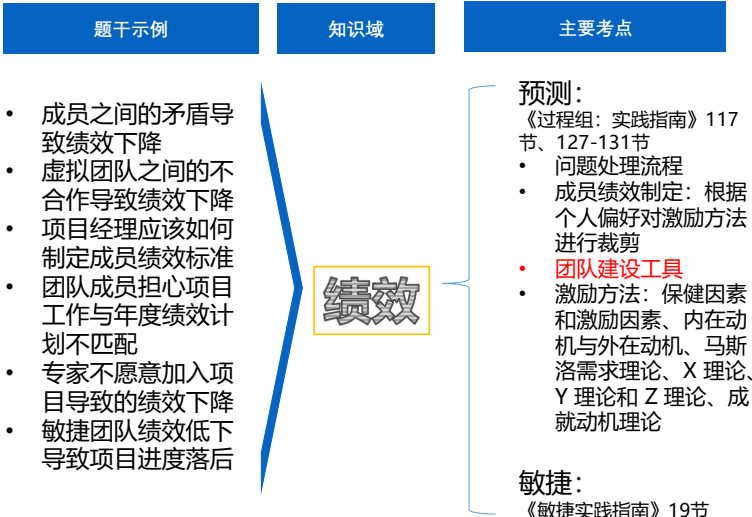 题干示例
知识域
主要考点
• 成员之间的矛盾导
致绩效下降
• 虚拟团队之间的不
合作导致绩效下降
• 项目经理应该如何
制定成员绩效标准
• 团队成员担心项目
工作与年度绩效计
划不匹配
• 专家不愿意加入项
目导致的绩效下降
• 敏捷团队绩效低下
导致项目进度落后
绩效
预测：
《过程组：实践指南》117
节、127-131节
• 问题处理流程
• 成员绩效制定：根据
个人偏好对激励方法
进行裁剪
• 团队建设工具
• 激励方法：保健因素
和激励因素、内在动
机与外在动机、马斯
洛需求理论、X 理论、
Y 理论和 Z 理论、成
就动机理论
敏捷：
《敏捷实践指南》19节